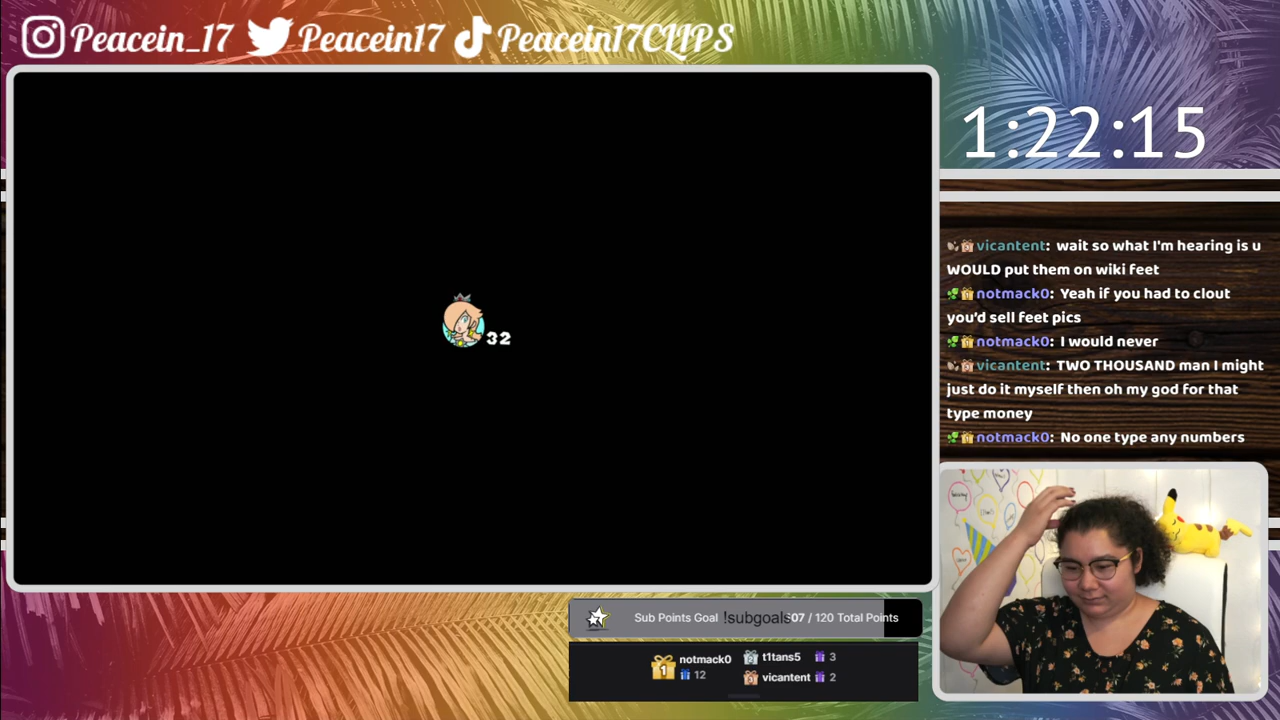 Peacein_17 Peacein17 Peacein17CLIPS
1:22:15
vicantent: wait so what I'm hearing is u
WOULD put them on wiki feet
notmack0: Yeah if you had to clout
you'd sell feet pics
notmack0: I would never
vicantent: TWO THOUSAND man I might
just do it myself then oh my god for that
type money
notmack0: No one type any numbers
32
Sub Points Goal !subgoals 07 / 120 Total Points
1 notmack0 12
2 t1tans5 3
3 vicantent 2